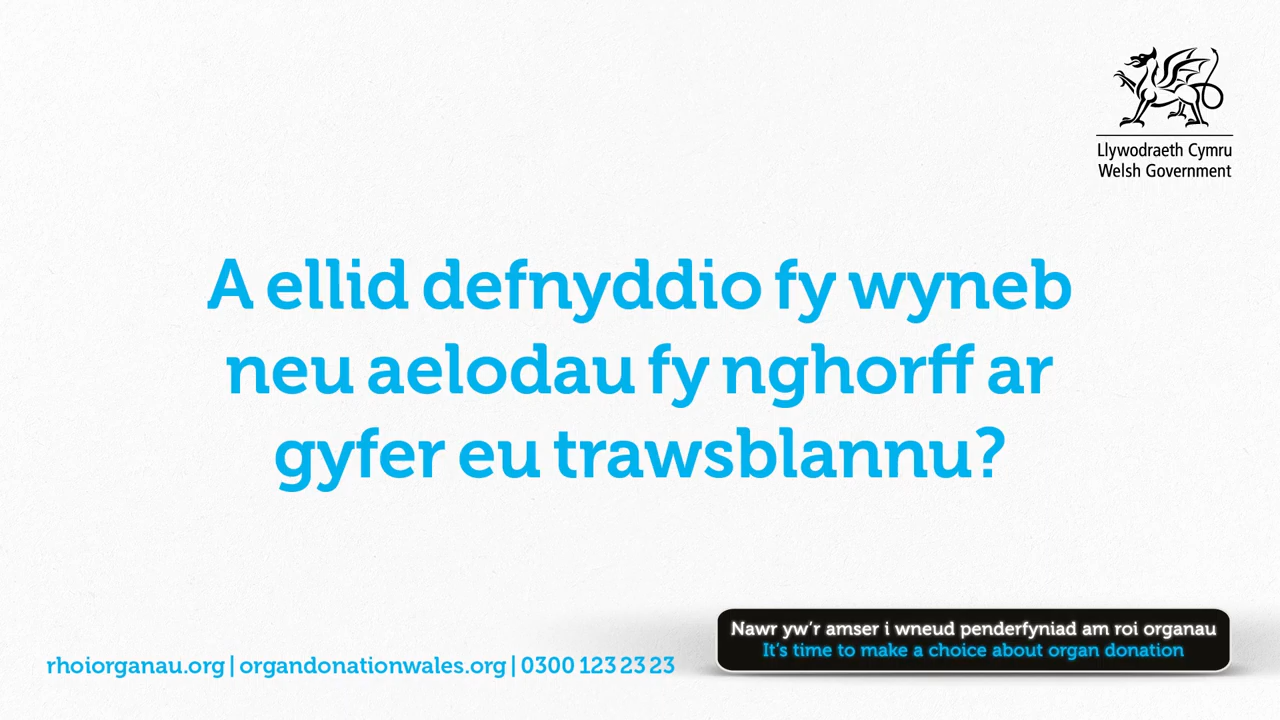 Llywodraeth Cymru
Welsh Government
A ellid defnyddio fy wyneb
neu aelodau fy nghorff ar
gyfer eu trawsblannu?
Nawr yw’r amser i wneud penderfyniad am roi organau
It’s time to make a choice about organ donation
rhoiorganau.org | organdonationwales.org | 0300 123 23 23